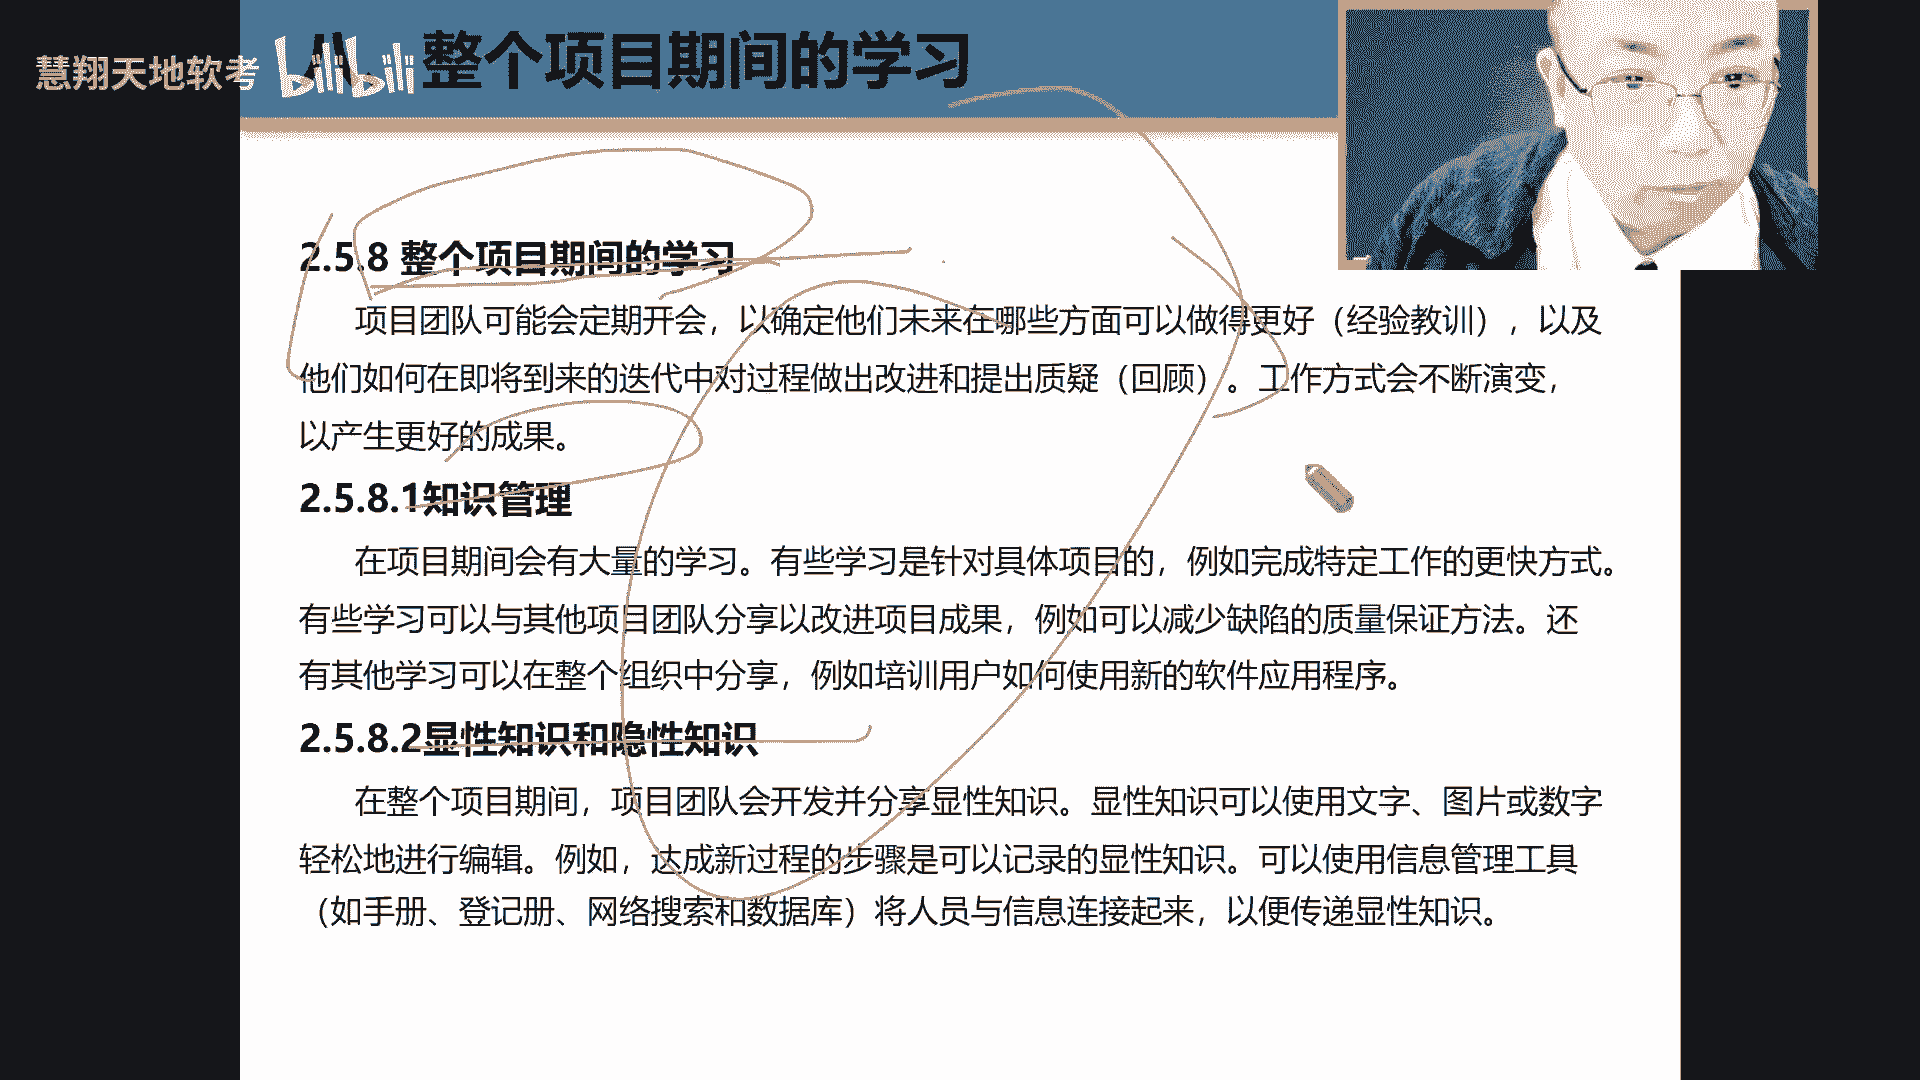 慧翔天地软考
bilibili
整个项目期间的学习
2.5.8 整个项目期间的学习
项目团队可能会定期开会，以确定他们未来在哪些方面可以做得更好（经验教训），以及
他们如何在即将到来的迭代中对过程做出改进和提出质疑（回顾）。工作方式会不断演变，
以产生更好的成果。
2.5.8.1知识管理
在项目期间会有大量的学习。有些学习是针对具体项目的，例如完成特定工作的更快方式。
有些学习可以与其他项目团队分享以改进项目成果，例如可以减少缺陷的质量保证方法。还
有其他学习可以在整个组织中分享，例如培训用户如何使用新的软件应用程序。
2.5.8.2显性知识和隐性知识
在整个项目期间，项目团队会开发并分享显性知识。显性知识可以使用文字、图片或数字
轻松地进行编辑。例如，达成新过程的步骤是可以记录的显性知识。可以使用信息管理工具
（如手册、登记册、网络搜索和数据库）将人员与信息连接起来，以便传递显性知识。